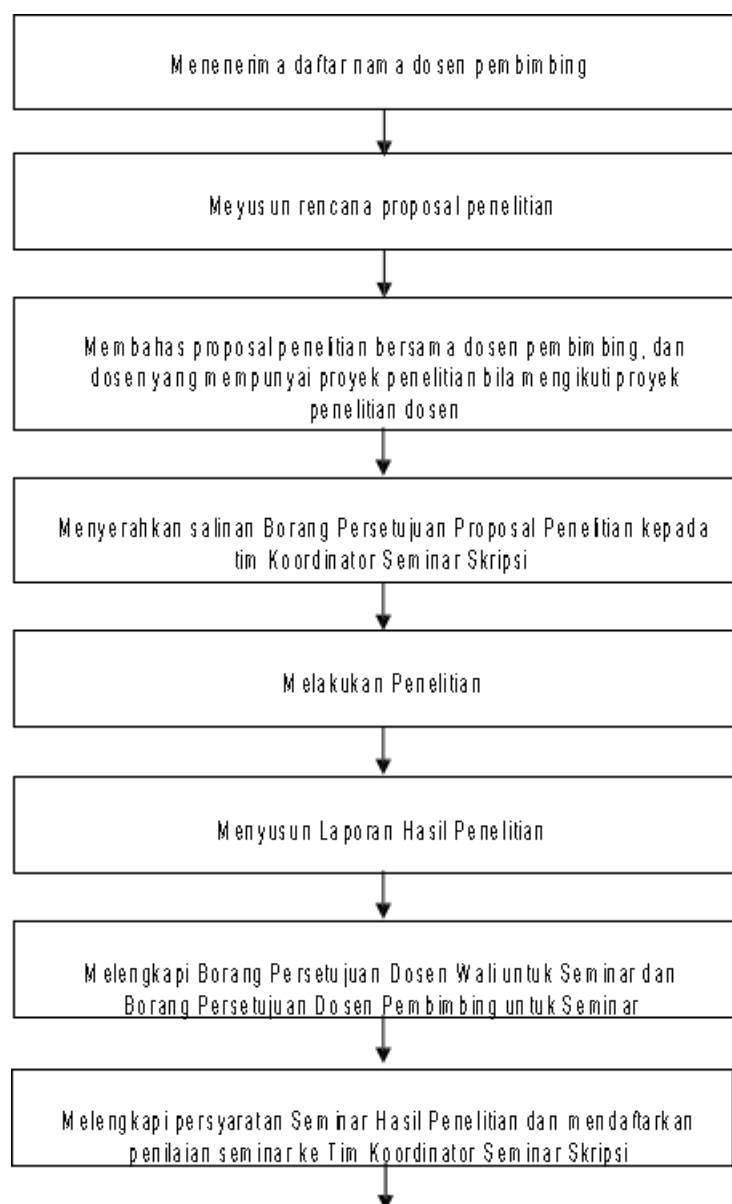 Menenerima daftar nama dosen pembimbing
Meyusun rencana proposal penelitian
Membahas proposal penelitian bersama dosen pembimbing, dan
dosen yang mempunyai proyek penelitian bila mengikuti proyek
penelitian dosen
Menyerahkan salinan Borang Persetujuan Proposal Penelitian kepada
tim Koordinator Seminar Skripsi
Melakukan Penelitian
Menyusun Laporan Hasil Penelitian
Melengkapi Borang Persetujuan Dosen Wali untuk Seminar dan
Borang Persetujuan Dosen Pembimbing untuk Seminar
Melengkapi persyaratan Seminar Hasil Penelitian dan mendaftarkan
penilaian seminar ke Tim Koordinator Seminar Skripsi